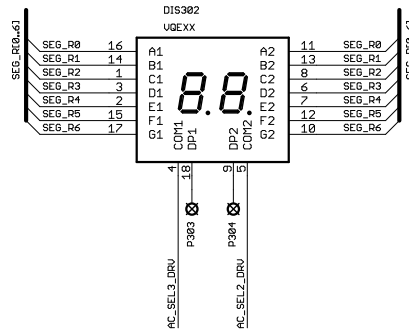 DIS302
VQEXX
SEG_R[0..6]
SEG_R0 16 A1 A2 11 SEG_R0
SEG_R1 14 B1 B2 13 SEG_R1
SEG_R2 1 C1 C2 8 SEG_R2
SEG_R3 3 D1 D2 6 SEG_R3
SEG_R4 2 E1 E2 7 SEG_R4
SEG_R5 15 F1 F2 12 SEG_R5
SEG_R6 17 G1 G2 10 SEG_R6
8.8.
COM1 DP1 DP2 COM2
4 18 9 5
P303 P304
AC_SEL3_DRV AC_SEL2_DRV